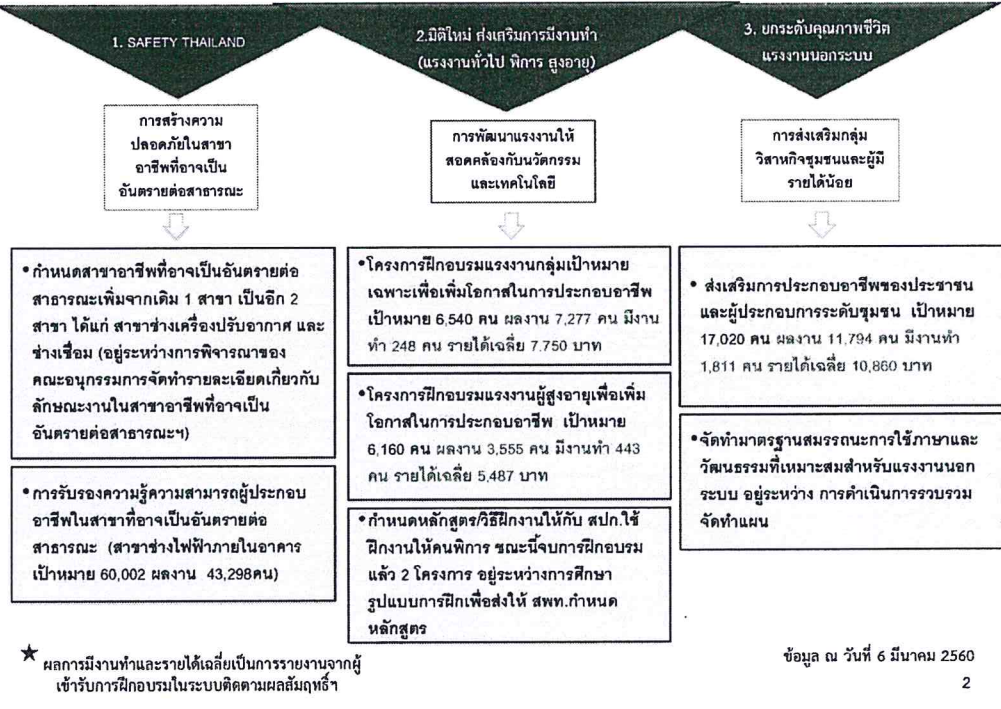 1. SAFETY THAILAND
2.มิติใหม่ ส่งเสริมการมีงานทำ
(แรงงานทั่วไป พิการ สูงอายุ)
3. ยกระดับคุณภาพชีวิต
แรงงานนอกระบบ
การสร้างความ
ปลอดภัยในสาขา
อาชีพที่อาจเป็น
อันตรายต่อสาธารณะ
การพัฒนาแรงงานให้
สอดคล้องกับนวัตกรรม
และเทคโนโลยี
การส่งเสริมกลุ่ม
วิสาหกิจชุมชนและผู้มี
รายได้น้อย
•กำหนดสาขาอาชีพที่อาจเป็นอันตรายต่อ
สาธารณะเพิ่มจากเดิม 1 สาขา เป็นอีก 2
สาขา ได้แก่ สาขาช่างเครื่องปรับอากาศ และ
ช่างเชื่อม (อยู่ระหว่างการพิจารณาของ
คณะอนุกรรมการจัดทำรายละเอียดเกี่ยวกับ
ลักษณะงานในสาขาอาชีพที่อาจเป็น
อันตรายต่อสาธารณะฯ)
•การรับรองความรู้ความสามารถผู้ประกอบ
อาชีพในสาขาที่อาจเป็นอันตรายต่อ
สาธารณะ (สาขาช่างไฟฟ้าภายในอาคาร
เป้าหมาย 60,002 ผลงาน 43,298คน)
•โครงการฝึกอบรมแรงงานกลุ่มเป้าหมาย
เฉพาะเพื่อเพิ่มโอกาสในการประกอบอาชีพ
เป้าหมาย 6,540 คน ผลงาน 7,277 คน มีงาน
ทำ 248 คน รายได้เฉลี่ย 7,750 บาท
•โครงการฝึกอบรมแรงงานผู้สูงอายุเพื่อเพิ่ม
โอกาสในการประกอบอาชีพ เป้าหมาย
6,160 คน ผลงาน 3,555 คน มีงานทำ 443
คน รายได้เฉลี่ย 5,487 บาท
•กำหนดหลักสูตร/วิธีฝึกงานให้กับ สปก.ใช้
ฝึกงานให้คนพิการ ขณะนี้จบการฝึกอบรม
แล้ว 2 โครงการ อยู่ระหว่างการศึกษา
รูปแบบการฝึกเพื่อส่งให้ สพท.กำหนด
หลักสูตร
• ส่งเสริมการประกอบอาชีพของประชาชน
และผู้ประกอบการระดับชุมชน เป้าหมาย
17,020 คน ผลงาน 11,794 คน มีงานทำ
1,811 คน รายได้เฉลี่ย 10,860 บาท
•จัดทำมาตรฐานสมรรถนะการใช้ภาษาและ
วัฒนธรรมที่เหมาะสมสำหรับแรงงานนอก
ระบบ อยู่ระหว่าง การดำเนินการรวบรวม
จัดทำแผน
★ ผลการมีงานทำและรายได้เฉลี่ยเป็นการรายงานจากผู้
เข้ารับการฝึกอบรมในระบบติดตามผลสัมฤทธิ์ฯ
ข้อมูล ณ วันที่ 6 มีนาคม 2560
2